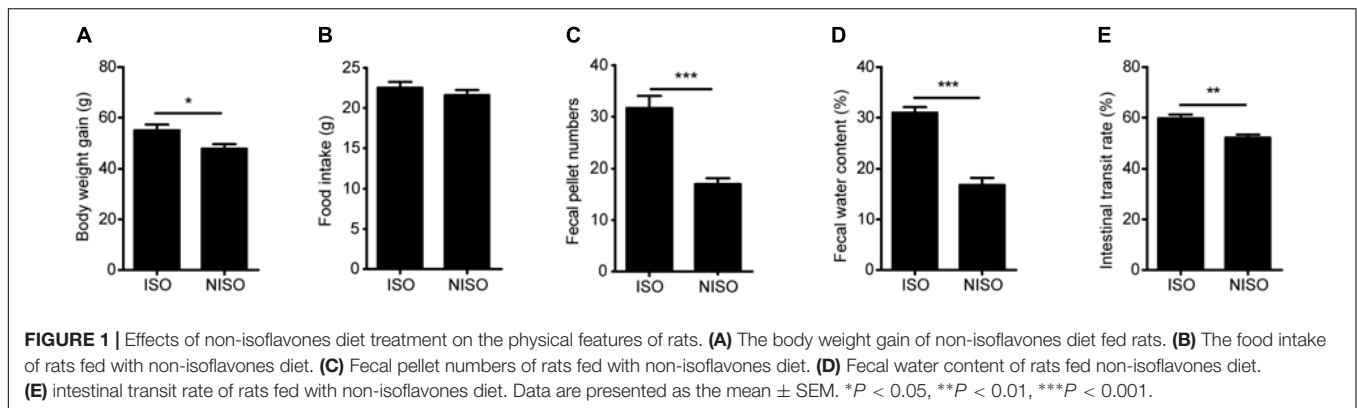 A
B
C
D
E
Body weight gain (g)
80
60
40
20
0
*
ISO NISO
Food intake (g)
25
20
15
10
5
0
ISO NISO
Fecal pellet numbers
40
30
20
10
0
***
ISO NISO
Fecal water content (%)
40
30
20
10
0
***
ISO NISO
Intestinal transit rate (%)
80
60
40
20
0
**
ISO NISO
FIGURE 1 | Effects of non-isoflavones diet treatment on the physical features of rats. (A) The body weight gain of non-isoflavones diet fed rats. (B) The food intake
of rats fed with non-isoflavones diet. (C) Fecal pellet numbers of rats fed with non-isoflavones diet. (D) Fecal water content of rats fed non-isoflavones diet.
(E) intestinal transit rate of rats fed with non-isoflavones diet. Data are presented as the mean ± SEM. *P < 0.05, **P < 0.01, ***P < 0.001.